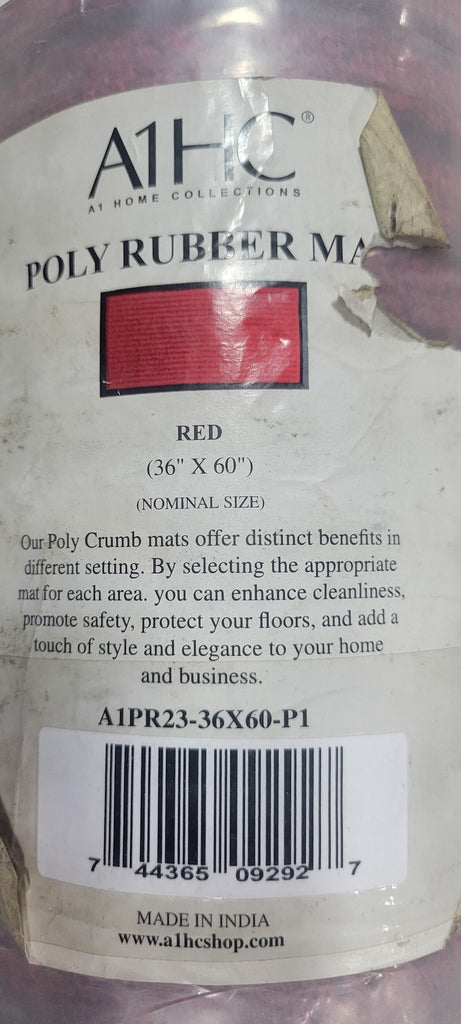 A1HC®
A1 HOME COLLECTIONS
POLY RUBBER MA
RED
(36" X 60")
(NOMINAL SIZE)
Our Poly Crumb mats offer distinct benefits in
different setting. By selecting the appropriate
mat for each area. you can enhance cleanliness,
promote safety, protect your floors, and add a
touch of style and elegance to your home
and business.
A1PR23-36X60-P1
7 44365 09292 7
MADE IN INDIA
www.a1hcshop.com